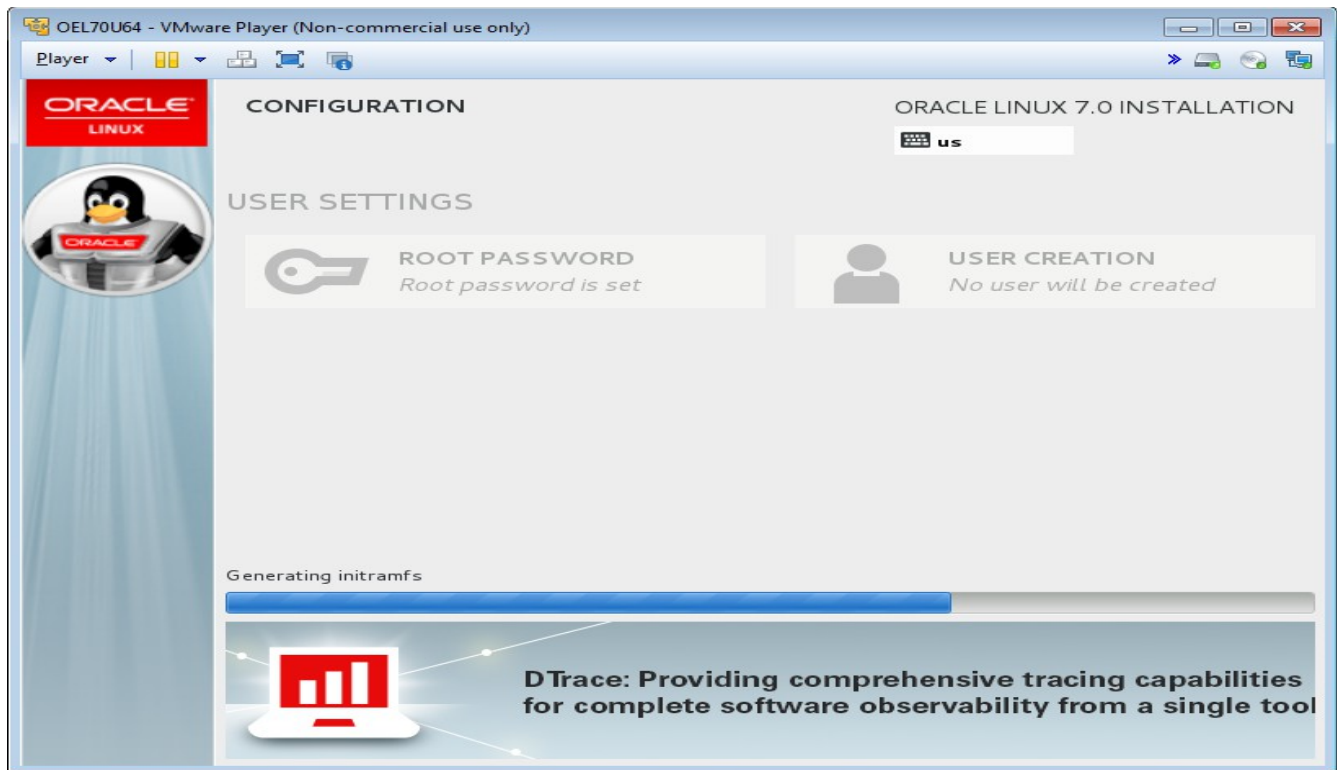 OEL70U64 - VMware Player (Non-commercial use only)
Player
ORACLE
LINUX
CONFIGURATION
ORACLE LINUX 7.0 INSTALLATION
us
USER SETTINGS
ORACLE
ROOT PASSWORD
Root password is set
USER CREATION
No user will be created
Generating initramfs
DTrace: Providing comprehensive tracing capabilities
for complete software observability from a single tool